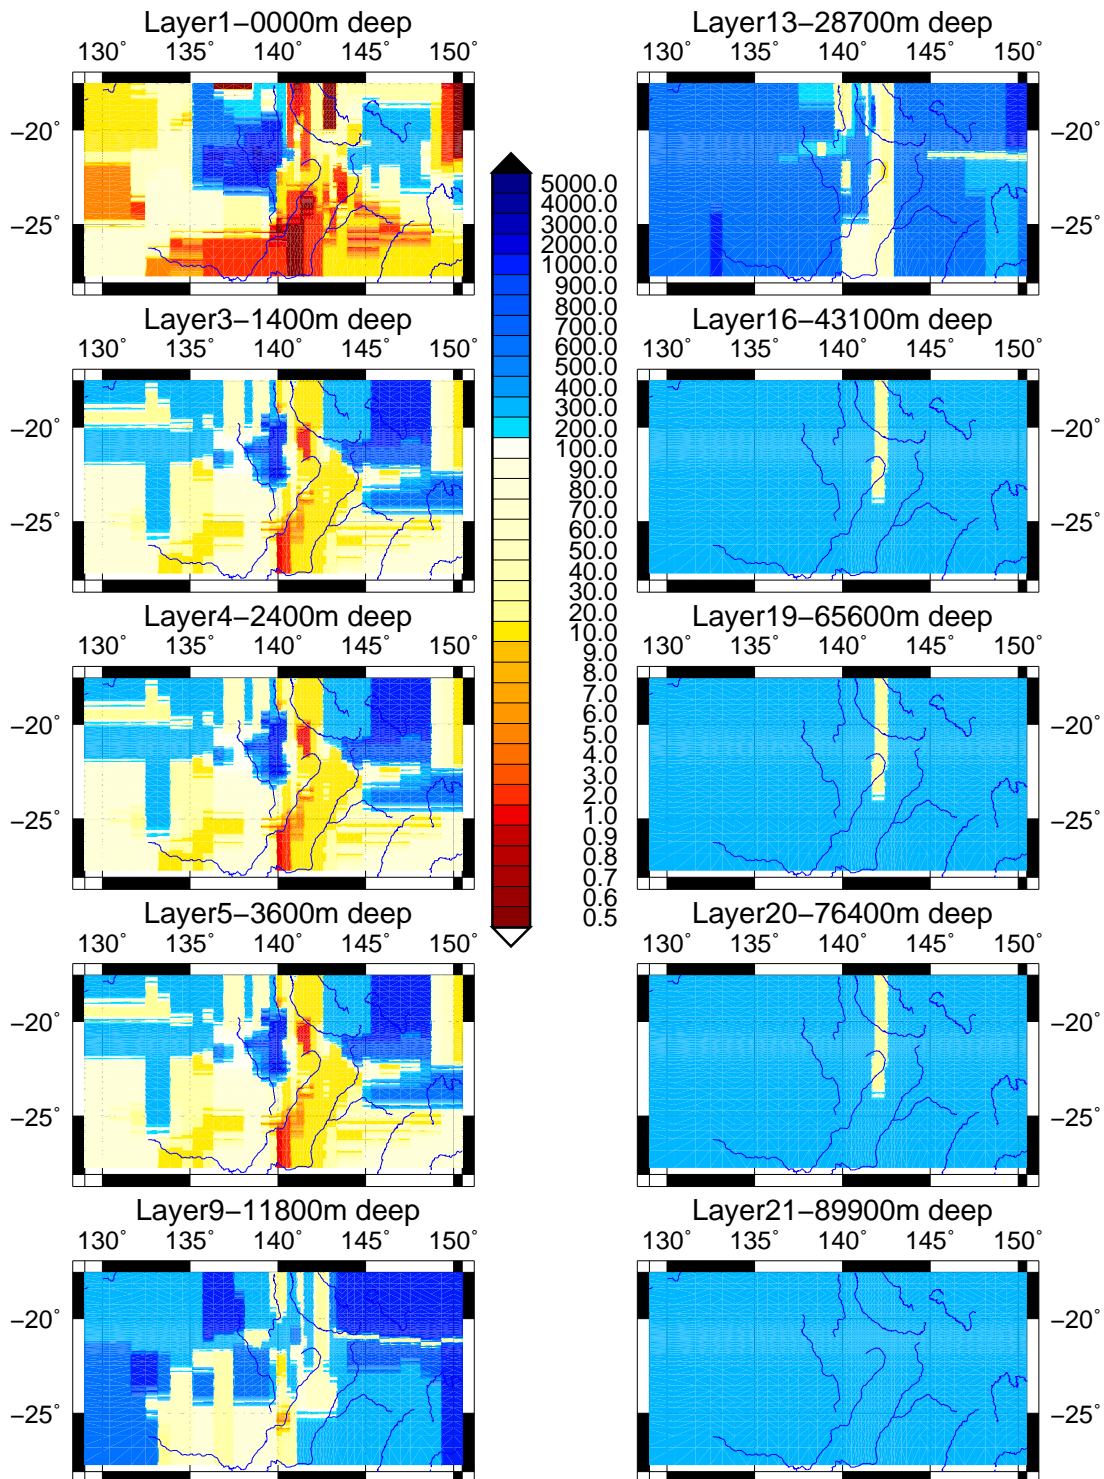 Layer1-0000m deep
130° 135° 140° 145° 150°
-20°
-25°
Layer3-1400m deep
130° 135° 140° 145° 150°
-20°
-25°
Layer4-2400m deep
130° 135° 140° 145° 150°
-20°
-25°
Layer5-3600m deep
130° 135° 140° 145° 150°
-20°
-25°
Layer9-11800m deep
130° 135° 140° 145° 150°
-20°
-25°
5000.0
4000.0
3000.0
2000.0
1000.0
900.0
800.0
700.0
600.0
500.0
400.0
300.0
200.0
100.0
90.0
80.0
70.0
60.0
50.0
40.0
30.0
20.0
10.0
9.0
8.0
7.0
6.0
5.0
4.0
3.0
2.0
1.0
0.9
0.8
0.7
0.6
0.5
Layer13-28700m deep
130° 135° 140° 145° 150°
-20°
-25°
Layer16-43100m deep
130° 135° 140° 145° 150°
-20°
-25°
Layer19-65600m deep
130° 135° 140° 145° 150°
-20°
-25°
Layer20-76400m deep
130° 135° 140° 145° 150°
-20°
-25°
Layer21-89900m deep
130° 135° 140° 145° 150°
-20°
-25°